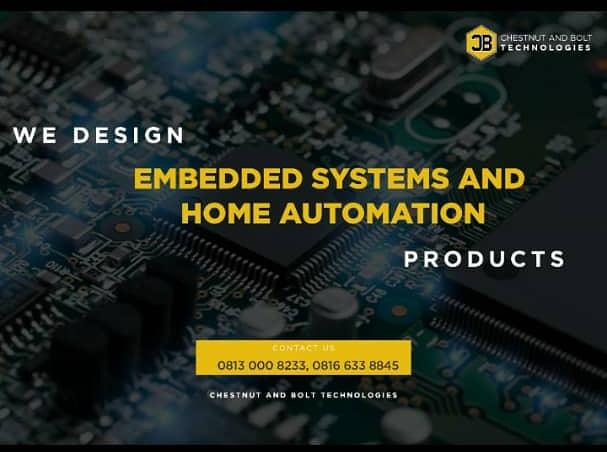 CHESTNUT AND BOLT
TECHNOLOGIES
WE DESIGN
EMBEDDED SYSTEMS AND
HOME AUTOMATION
PRODUCTS
CONTACT US
0813 000 8233, 0816 633 8845
CHESTNUT AND BOLT TECHNOLOGIES